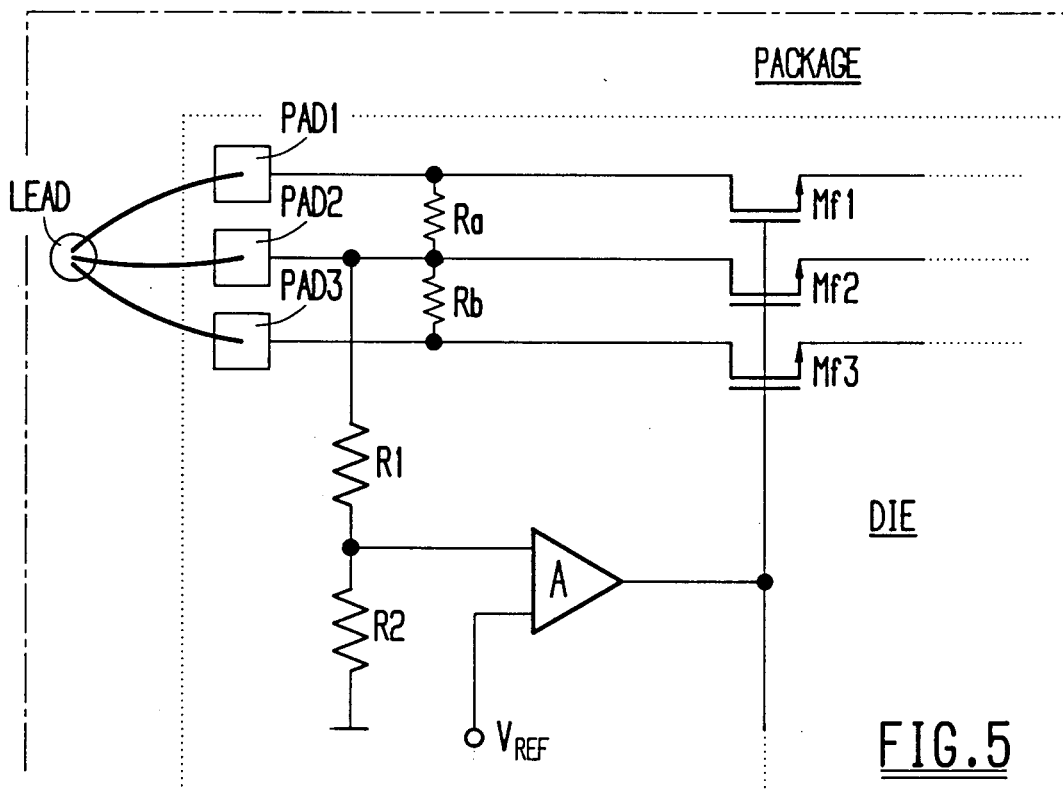 PACKAGE
PAD1
LEAD
PAD2
Ra
Mf1
PAD3
Rb
Mf2
Mf3
R1
DIE
A
R2
VREF
FIG.5